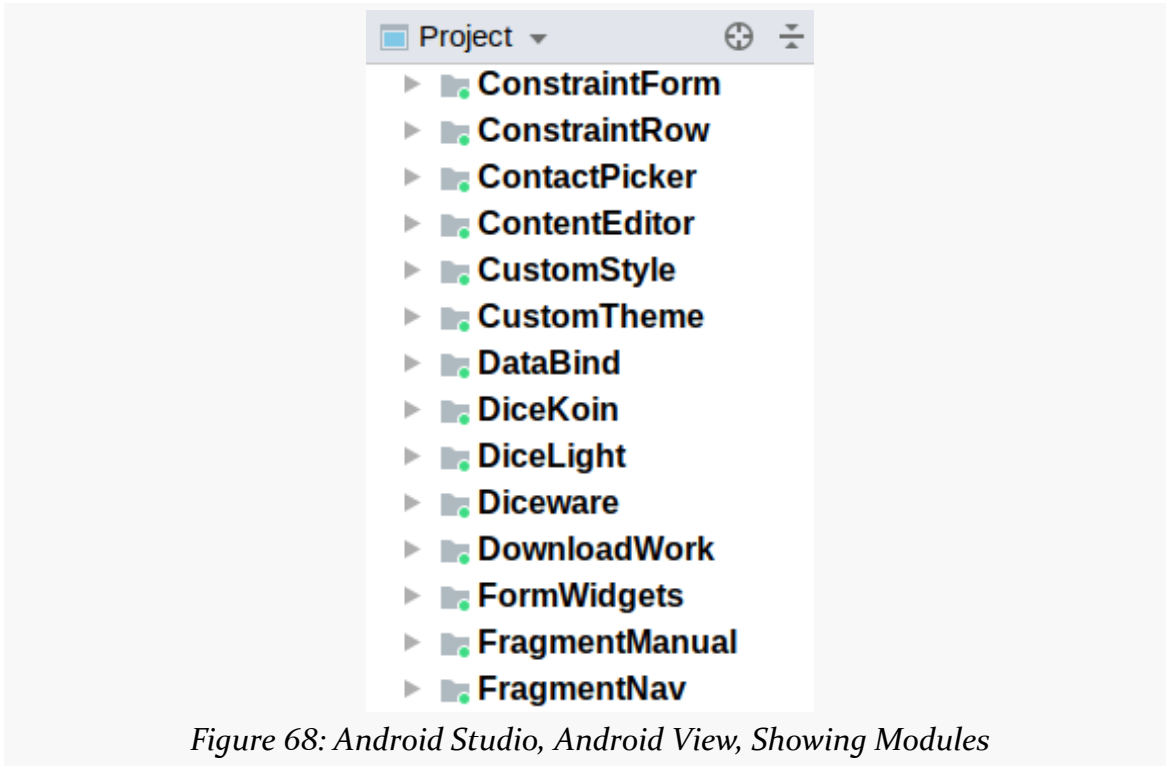 Project
ConstraintForm
ConstraintRow
ContactPicker
ContentEditor
CustomStyle
CustomTheme
DataBind
DiceKoin
DiceLight
Diceware
DownloadWork
FormWidgets
FragmentManual
FragmentNav
Figure 68: Android Studio, Android View, Showing Modules